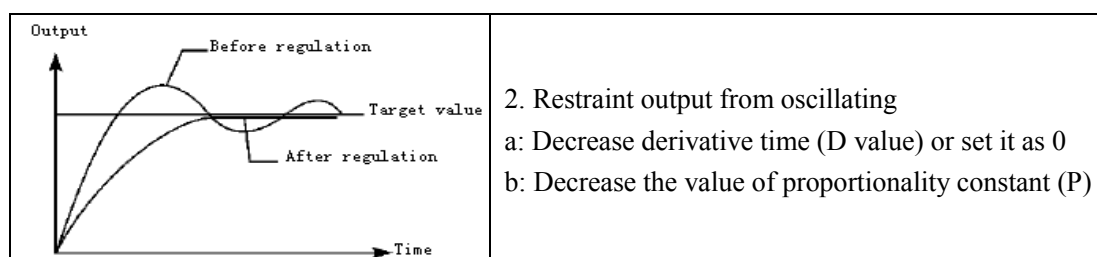 Output
Before regulation
Target value
After regulation
Time
2. Restraint output from oscillating
a: Decrease derivative time (D value) or set it as 0
b: Decrease the value of proportionality constant (P)